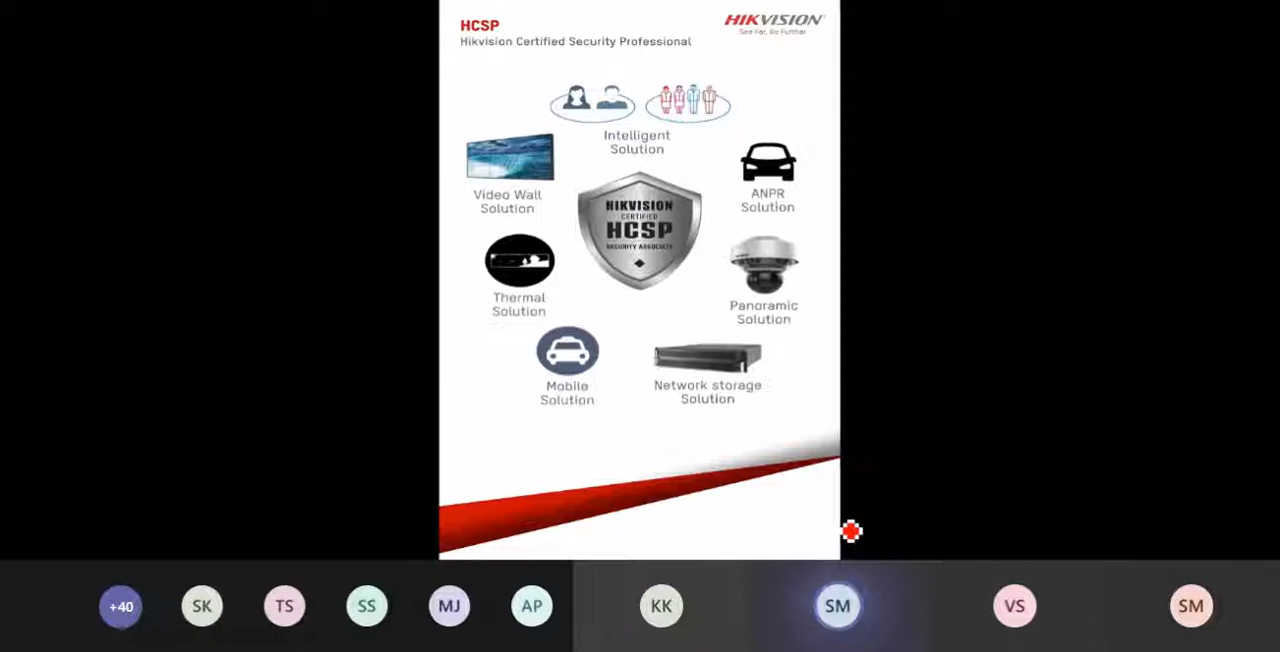 HCSP
Hikvision Certified Security Professional
HIKVISION
See Far, Go Further
Intelligent
Solution
Video Wall
Solution
ANPR
Solution
HIKVISION
CERTIFIED
HCSP
SECURITY ASSOCIATE
Thermal
Solution
Panoramic
Solution
Mobile
Solution
Network storage
Solution
+40
SK
TS
SS
MJ
AP
KK
SM
VS
SM